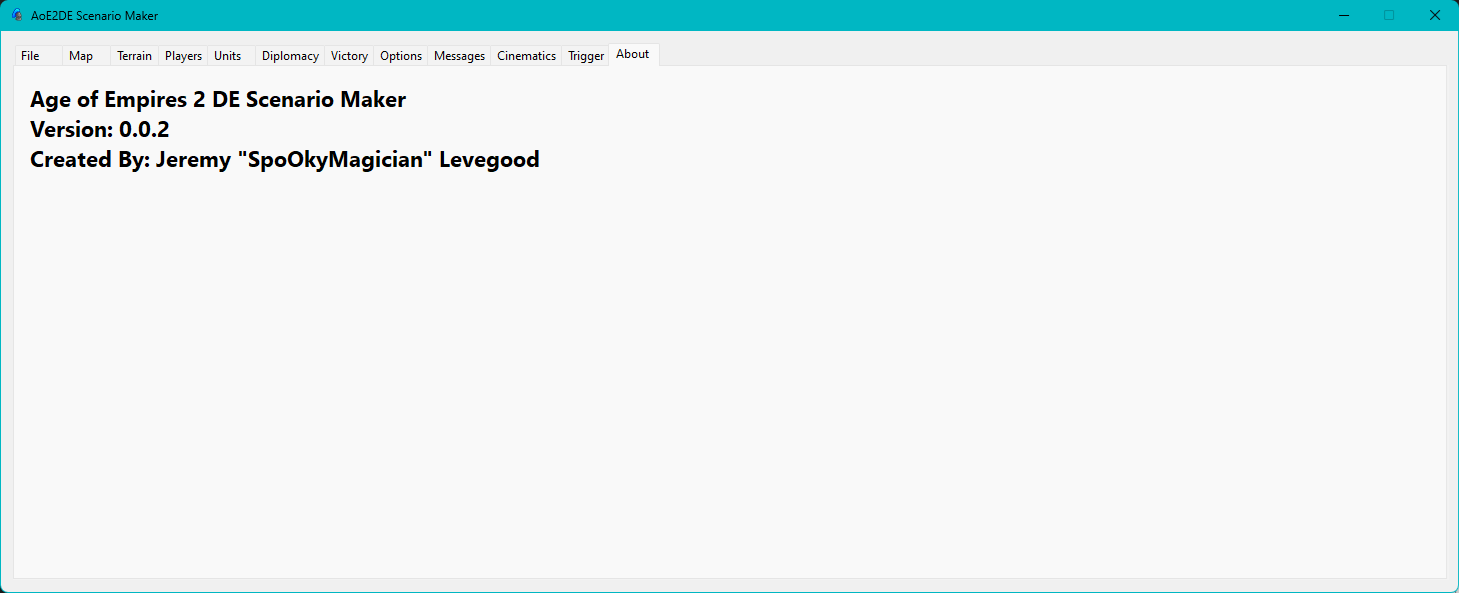 AoE2DE Scenario Maker
File Map Terrain Players Units Diplomacy Victory Options Messages Cinematics Trigger About
Age of Empires 2 DE Scenario Maker
Version: 0.0.2
Created By: Jeremy "SpoOkyMagician" Levegood